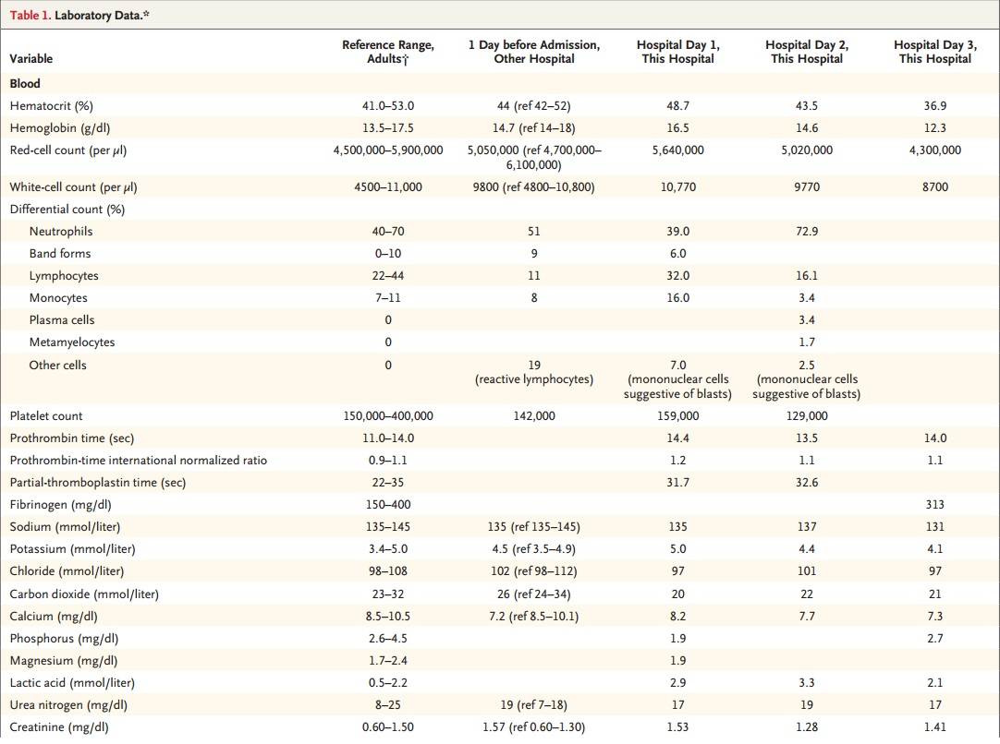 Table 1. Laboratory Data.*
Variable Reference Range, Adults† 1 Day before Admission, Other Hospital Hospital Day 1, This Hospital Hospital Day 2, This Hospital Hospital Day 3, This Hospital
Blood
Hematocrit (%) 41.0–53.0 44 (ref 42–52) 48.7 43.5 36.9
Hemoglobin (g/dl) 13.5–17.5 14.7 (ref 14–18) 16.5 14.6 12.3
Red-cell count (per μl) 4,500,000–5,900,000 5,050,000 (ref 4,700,000–6,100,000) 5,640,000 5,020,000 4,300,000
White-cell count (per μl) 4500–11,000 9800 (ref 4800–10,800) 10,770 9770 8700
Differential count (%)
Neutrophils 40–70 51 39.0 72.9
Band forms 0–10 9 6.0
Lymphocytes 22–44 11 32.0 16.1
Monocytes 7–11 8 16.0 3.4
Plasma cells 0 3.4
Metamyelocytes 0 1.7
Other cells 0 19 (reactive lymphocytes) 7.0 (mononuclear cells suggestive of blasts) 2.5 (mononuclear cells suggestive of blasts)
Platelet count 150,000–400,000 142,000 159,000 129,000
Prothrombin time (sec) 11.0–14.0 14.4 13.5 14.0
Prothrombin-time international normalized ratio 0.9–1.1 1.2 1.1 1.1
Partial-thromboplastin time (sec) 22–35 31.7 32.6
Fibrinogen (mg/dl) 150–400 313
Sodium (mmol/liter) 135–145 135 (ref 135–145) 135 137 131
Potassium (mmol/liter) 3.4–5.0 4.5 (ref 3.5–4.9) 5.0 4.4 4.1
Chloride (mmol/liter) 98–108 102 (ref 98–112) 97 101 97
Carbon dioxide (mmol/liter) 23–32 26 (ref 24–34) 20 22 21
Calcium (mg/dl) 8.5–10.5 7.2 (ref 8.5–10.1) 8.2 7.7 7.3
Phosphorus (mg/dl) 2.6–4.5 1.9 2.7
Magnesium (mg/dl) 1.7–2.4 1.9
Lactic acid (mmol/liter) 0.5–2.2 2.9 3.3 2.1
Urea nitrogen (mg/dl) 8–25 19 (ref 7–18) 17 19 17
Creatinine (mg/dl) 0.60–1.50 1.57 (ref 0.60–1.30) 1.53 1.28 1.41